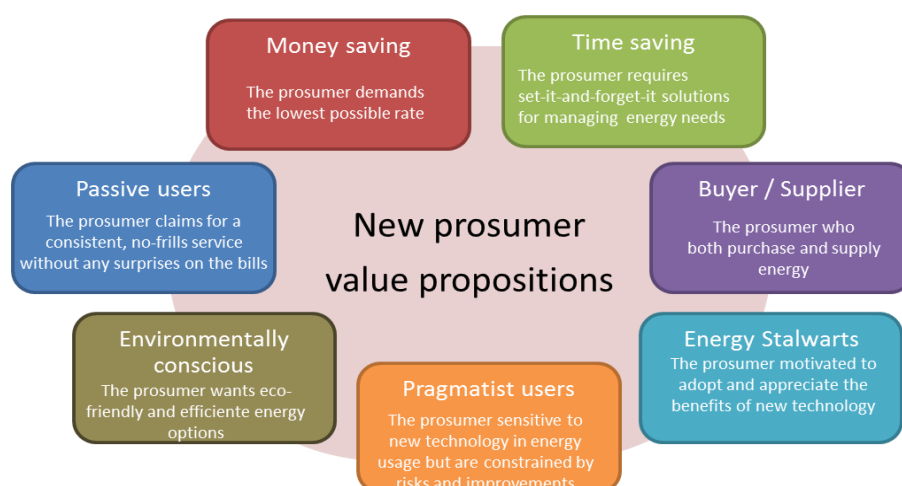 Money saving
The prosumer demands
the lowest possible rate
Time saving
The prosumer requires
set-it-and-forget-it solutions
for managing energy needs
Passive users
The prosumer claims for a
consistent, no-frills service
without any surprises on the bills
New prosumer
value propositions
Buyer / Supplier
The prosumer who
both purchase and supply
energy
Environmentally
conscious
The prosumer wants eco-
friendly and efficiente energy
options
Pragmatist users
The prosumer sensitive to
new technology in energy
usage but are constrained by
risks and improvements
Energy Stalwarts
The prosumer motivated to
adopt and appreciate the
benefits of new technology